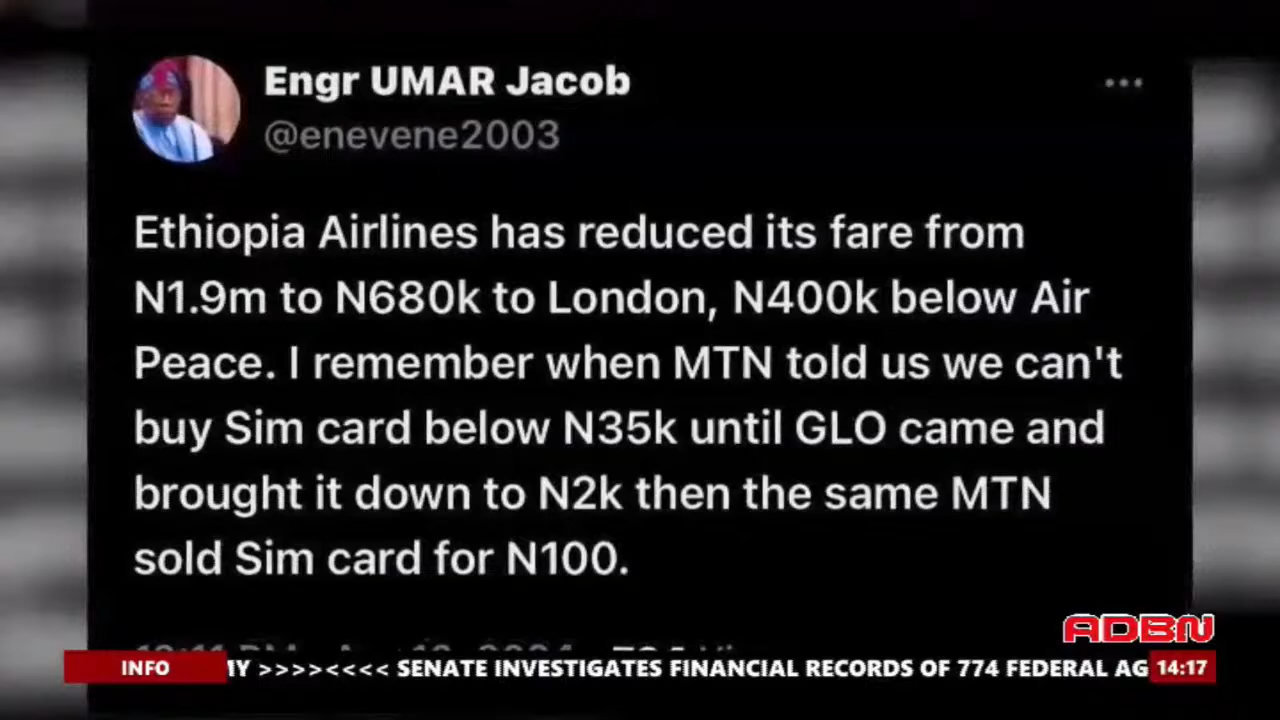 Engr UMAR Jacob
@enevene2003
Ethiopia Airlines has reduced its fare from
N1.9m to N680k to London, N400k below Air
Peace. I remember when MTN told us we can't
buy Sim card below N35k until GLO came and
brought it down to N2k then the same MTN
sold Sim card for N100.
ADBN
INFO
MY >>>><<<< SENATE INVESTIGATES FINANCIAL RECORDS OF 774 FEDERAL AG
14:17